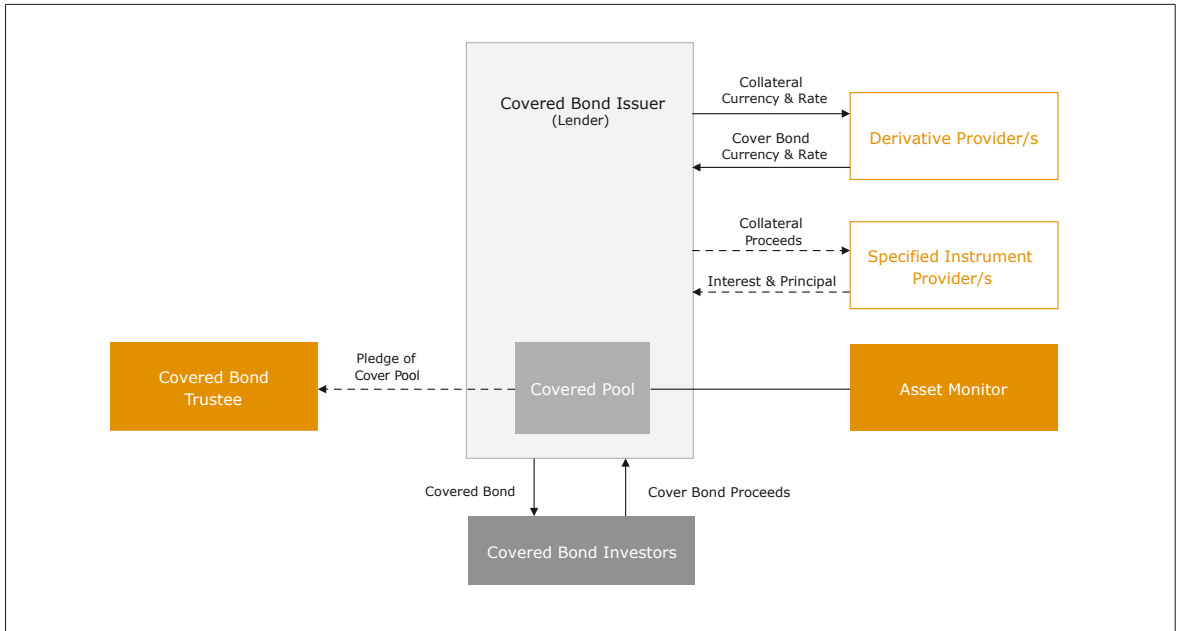 Collateral
Currency & Rate
Covered Bond Issuer
(Lender)
Derivative Provider/s
Cover Bond
Currency & Rate
Collateral
Proceeds
Specified Instrument
Provider/s
Interest & Principal
Pledge of
Cover Pool
Covered Bond
Trustee
Covered Pool
Asset Monitor
Covered Bond
Cover Bond Proceeds
Covered Bond Investors